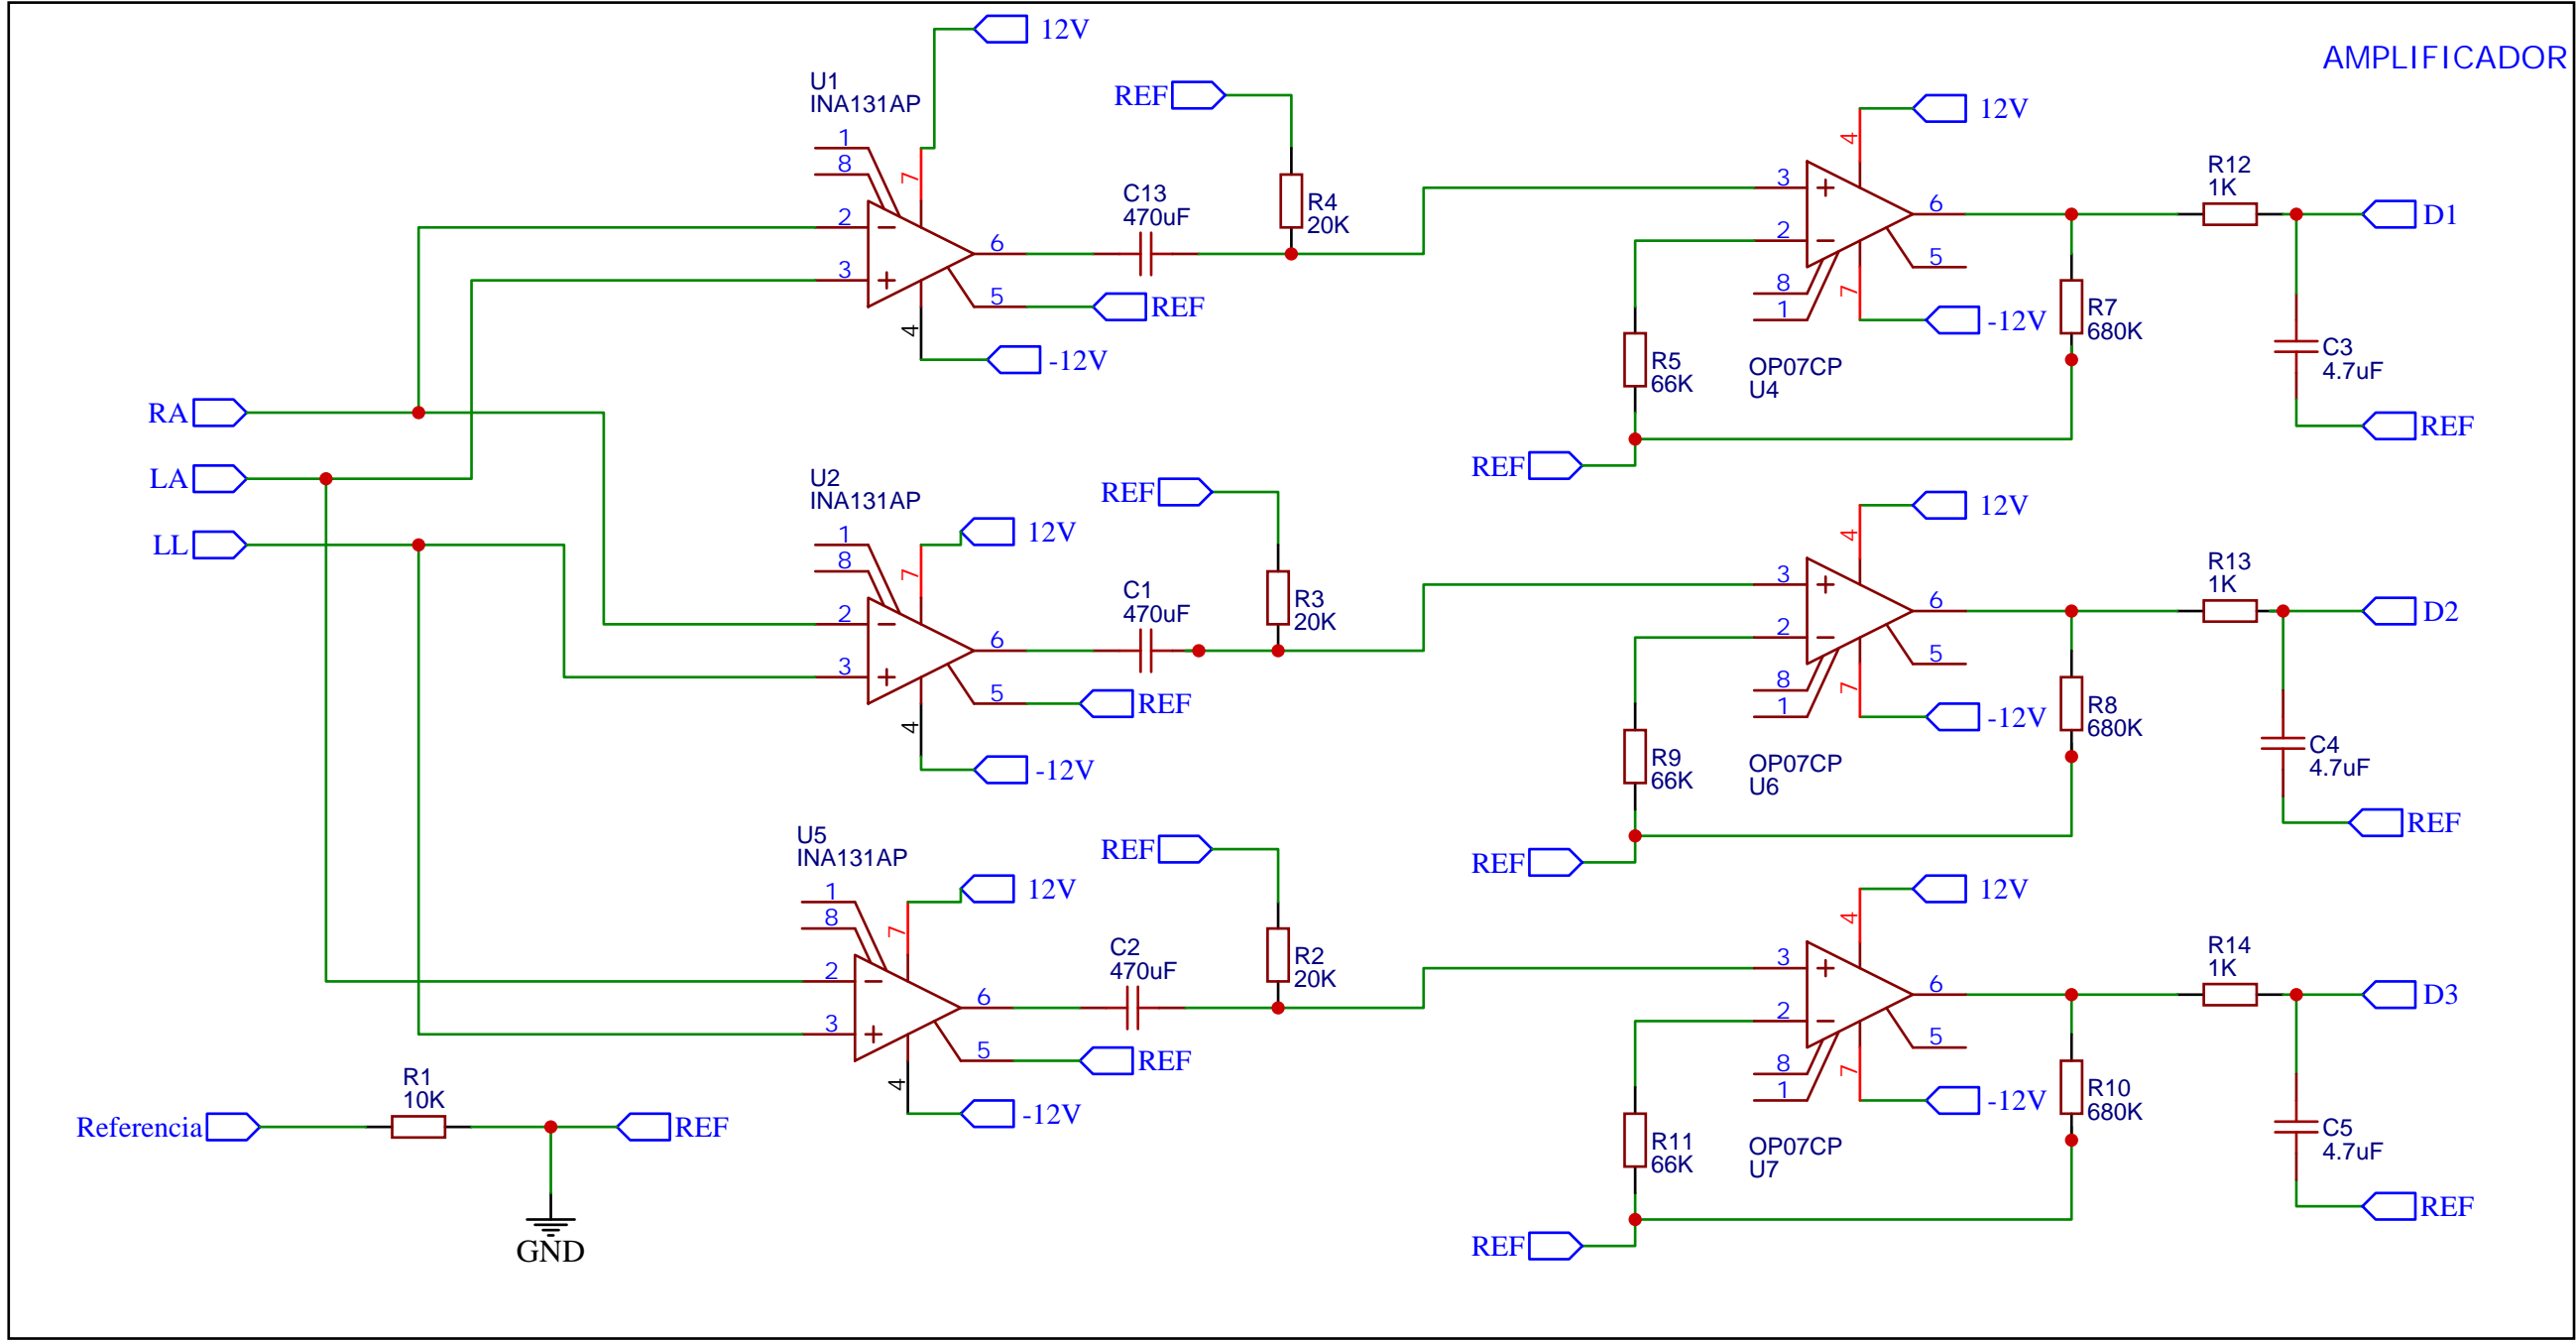 AMPLIFICADOR
12V
U1
INA131AP
REF
12V
1
8
7
4
2
3
6
5
4
C13
470uF
R4
20K
REF
-12V
3
2
8
1
7
6
5
-12V
OP07CP
U4
R5
66K
REF
R12
1K
D1
R7
680K
C3
4.7uF
REF
RA
LA
LL
U2
INA131AP
REF
12V
12V
1
8
7
4
2
3
6
5
4
C1
470uF
R3
20K
REF
-12V
3
2
8
1
7
6
5
-12V
OP07CP
U6
R9
66K
REF
R13
1K
D2
R8
680K
C4
4.7uF
REF
U5
INA131AP
REF
12V
12V
1
8
7
4
2
3
6
5
4
C2
470uF
R2
20K
REF
-12V
3
2
8
1
7
6
5
-12V
OP07CP
U7
R11
66K
REF
R14
1K
D3
R10
680K
C5
4.7uF
REF
R1
10K
Referencia
REF
GND